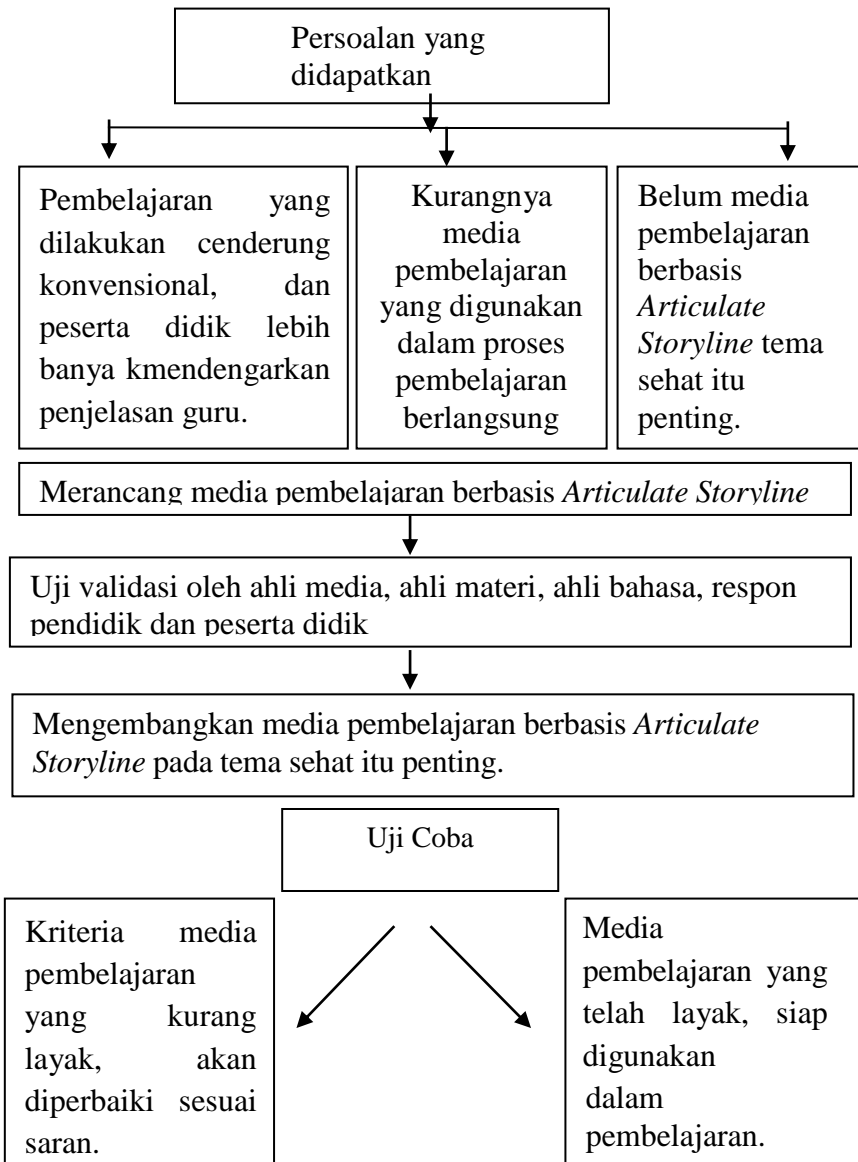 Persoalan yang
didapatkan
Pembelajaran yang
dilakukan cenderung
konvensional, dan
peserta didik lebih
banya kmendengarkan
penjelasan guru.
Kurangnya
media
pembelajaran
yang digunakan
dalam proses
pembelajaran
berlangsung
Belum media
pembelajaran
berbasis
Articulate
Storyline tema
sehat itu
penting.
Merancang media pembelajaran berbasis Articulate Storyline
Uji validasi oleh ahli media, ahli materi, ahli bahasa, respon
pendidik dan peserta didik
Mengembangkan media pembelajaran berbasis Articulate
Storyline pada tema sehat itu penting.
Uji Coba
Kriteria media
pembelajaran
yang kurang
layak, akan
diperbaiki sesuai
saran.
Media
pembelajaran yang
telah layak, siap
digunakan
dalam
pembelajaran.